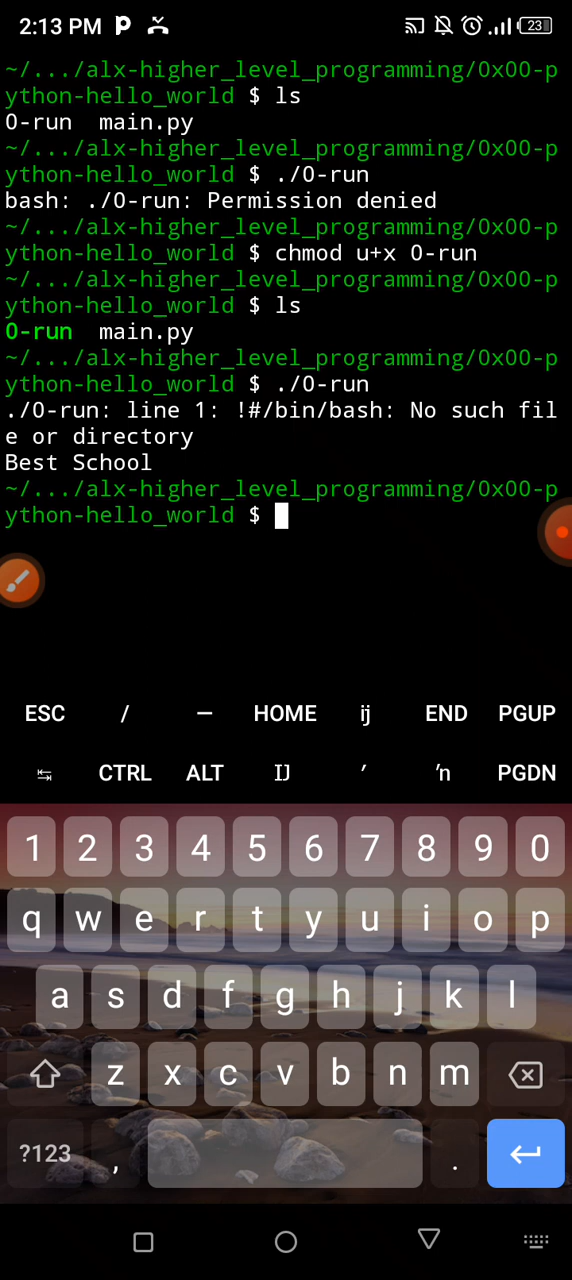 2:13 PM
23
~/.../alx-higher_level_programming/0x00-p
ython-hello_world $ ls
0-run  main.py
~/.../alx-higher_level_programming/0x00-p
ython-hello_world $ ./0-run
bash: ./0-run: Permission denied
~/.../alx-higher_level_programming/0x00-p
ython-hello_world $ chmod u+x 0-run
~/.../alx-higher_level_programming/0x00-p
ython-hello_world $ ls
0-run  main.py
~/.../alx-higher_level_programming/0x00-p
ython-hello_world $ ./0-run
./0-run: line 1: !#/bin/bash: No such fil
e or directory
Best School
~/.../alx-higher_level_programming/0x00-p
ython-hello_world $
ESC / — HOME ĳ END PGUP
↹ CTRL ALT Ĳ ′ ŉ PGDN
1 2 3 4 5 6 7 8 9 0
q w e r t y u i o p
a s d f g h j k l
z x c v b n m
?123 , .